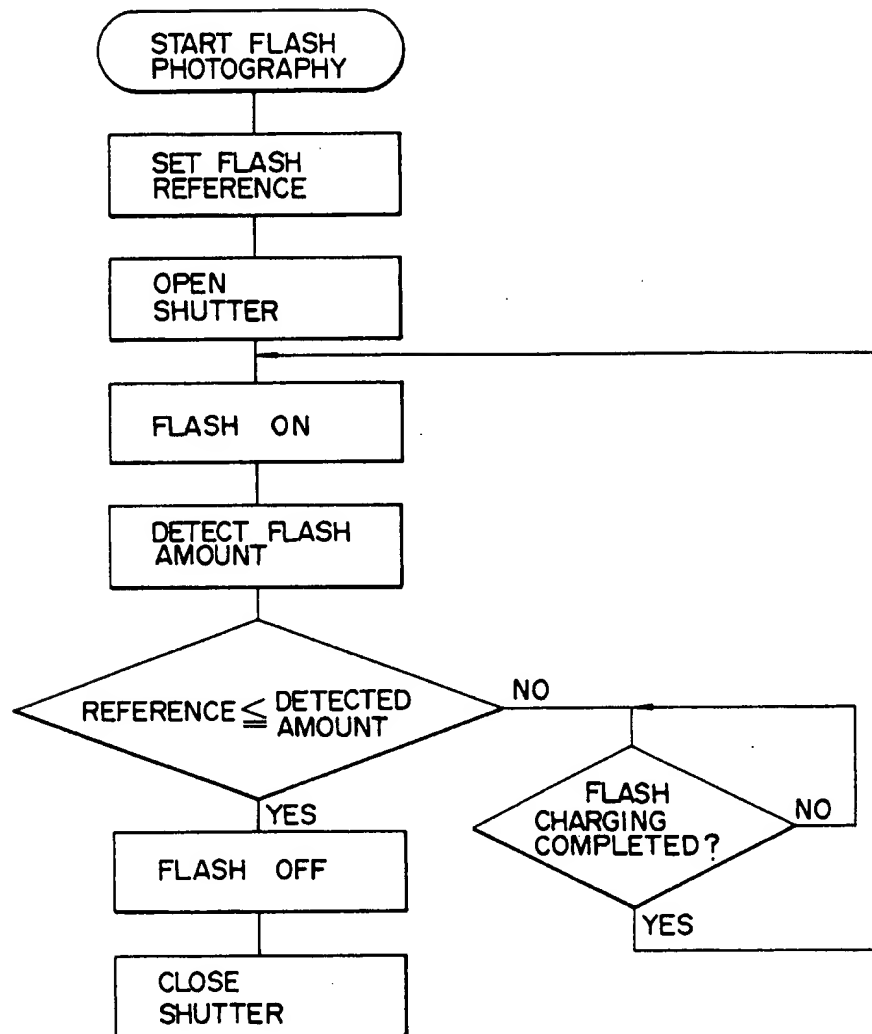 START FLASH
PHOTOGRAPHY
SET FLASH
REFERENCE
OPEN
SHUTTER
FLASH ON
DETECT FLASH
AMOUNT
REFERENCE ≦ DETECTED
AMOUNT
NO
YES
FLASH
CHARGING
COMPLETED?
NO
YES
FLASH OFF
CLOSE
SHUTTER